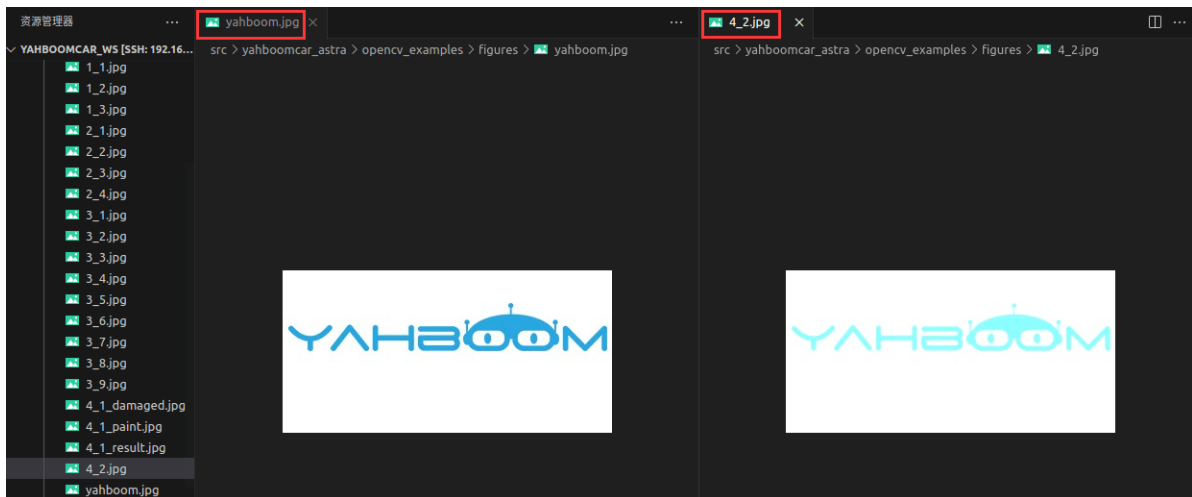 资源管理器
···
yahboom.jpg
···
4_2.jpg
···
YAHBOOMCAR_WS [SSH: 192.16...
src > yahboomcar_astra > opencv_examples > figures > yahboom.jpg
src > yahboomcar_astra > opencv_examples > figures > 4_2.jpg
1_1.jpg
1_2.jpg
1_3.jpg
2_1.jpg
2_2.jpg
2_3.jpg
2_4.jpg
3_1.jpg
3_2.jpg
3_3.jpg
3_4.jpg
3_5.jpg
3_6.jpg
3_7.jpg
3_8.jpg
3_9.jpg
4_1_damaged.jpg
4_1_paint.jpg
4_1_result.jpg
4_2.jpg
yahboom.jpg
YAHBOOM
YAHBOOM